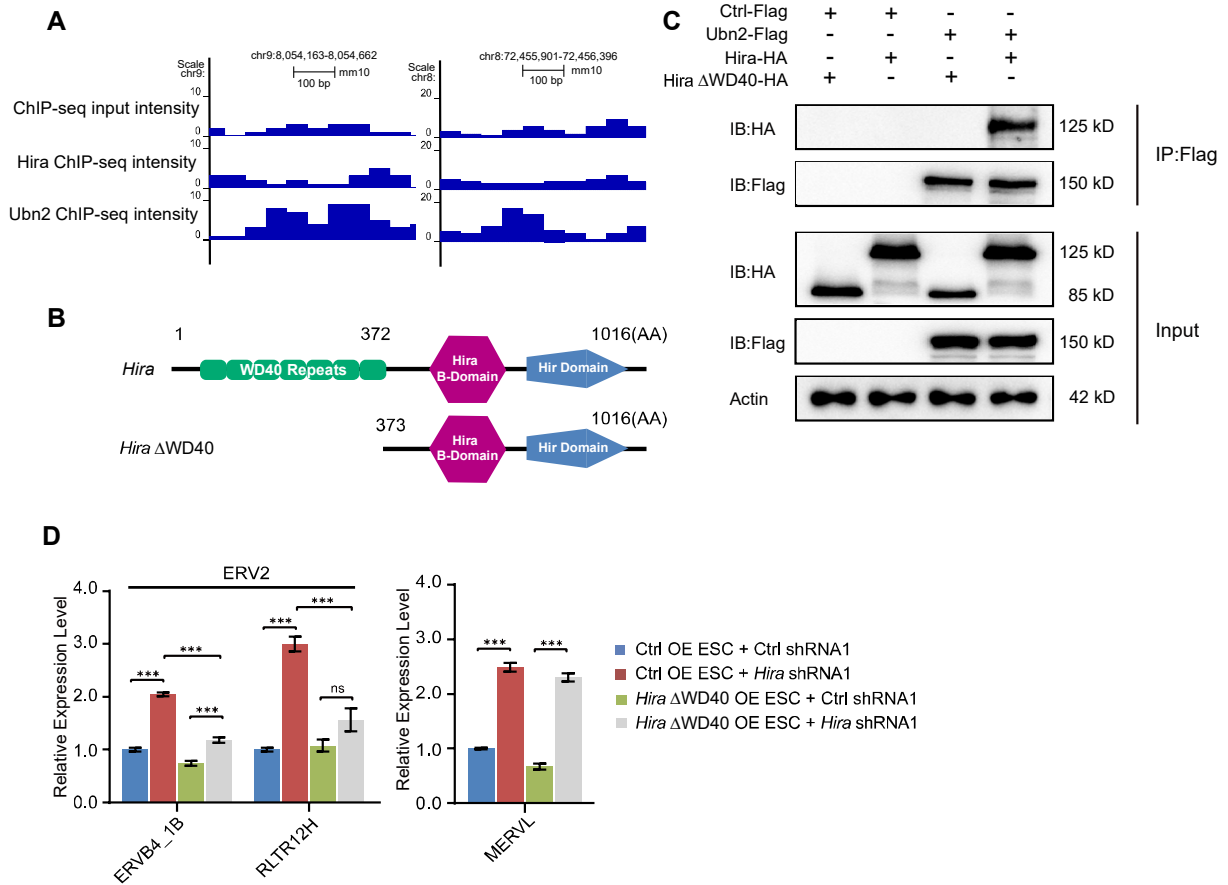 A
Scale
chr9:
chr9:8,054,163-8,054,662
100 bp
mm10
Scale
chr8:
chr8:72,455,901-72,456,396
100 bp
mm10
ChIP-seq input intensity
10
0
20
0
Hira ChIP-seq intensity
10
0
20
0
Ubn2 ChIP-seq intensity
10
0
20
0
B
1
372
1016(AA)
Hira
WD40 Repeats
Hira
B-Domain
Hir Domain
373
1016(AA)
Hira ΔWD40
Hira
B-Domain
Hir Domain
C
Ctrl-Flag + + - -
Ubn2-Flag - - + +
Hira-HA - + - +
Hira ΔWD40-HA + - + -
IB:HA
125 kD
IB:Flag
150 kD
IP:Flag
IB:HA
125 kD
85 kD
IB:Flag
150 kD
Actin
42 kD
Input
D
ERV2
Relative Expression Level
4.0
3.0
2.0
1.0
0.0
***
***
***
***
***
ns
ERVB4_1B
RLTR12H
Relative Expression Level
4.0
3.0
2.0
1.0
0.0
***
***
MERVL
Ctrl OE ESC + Ctrl shRNA1
Ctrl OE ESC + Hira shRNA1
Hira ΔWD40 OE ESC + Ctrl shRNA1
Hira ΔWD40 OE ESC + Hira shRNA1